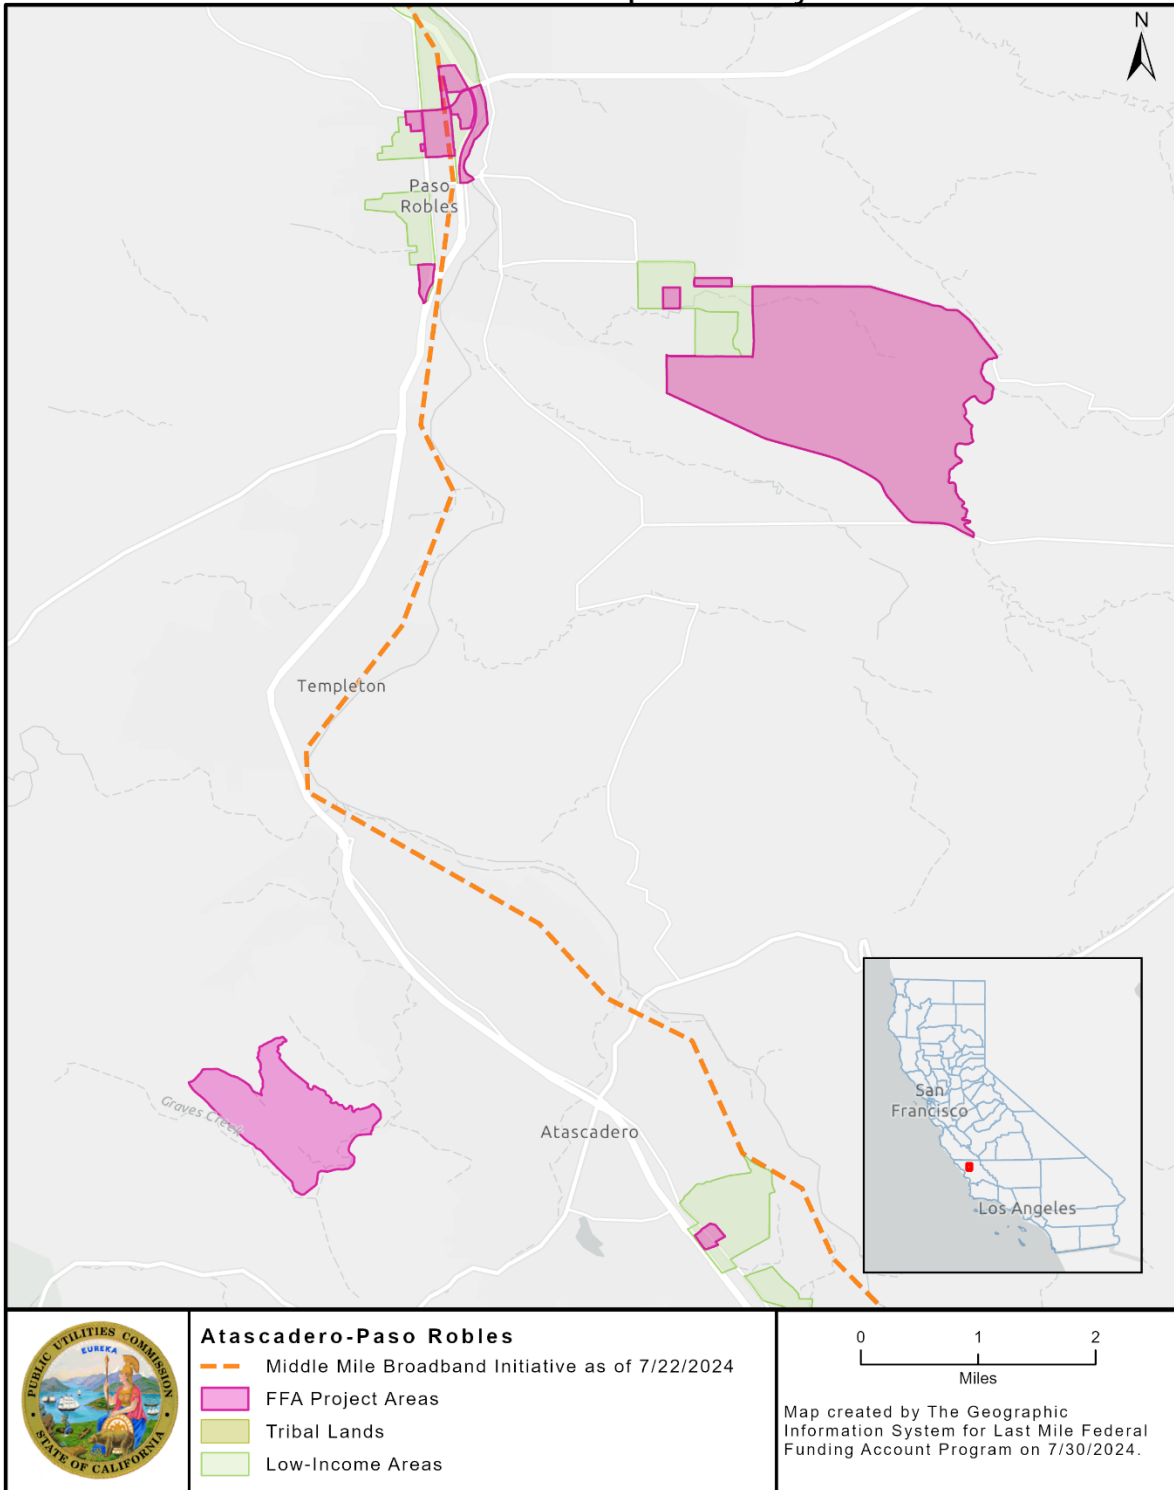 N
Paso
Robles
Templeton
Graves Creek
Atascadero
San
Francisco
Los Angeles
PUBLIC UTILITIES COMMISSION
EUREKA
STATE OF CALIFORNIA
Atascadero-Paso Robles
Middle Mile Broadband Initiative as of 7/22/2024
FFA Project Areas
Tribal Lands
Low-Income Areas
0 1 2
Miles
Map created by The Geographic
Information System for Last Mile Federal
Funding Account Program on 7/30/2024.